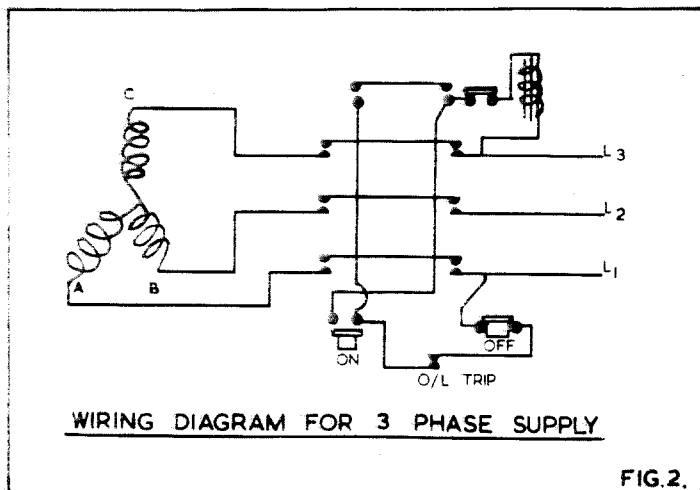 C
L3
L2
A
B
L1
ON
OFF
O/L TRIP
WIRING DIAGRAM FOR 3 PHASE SUPPLY
FIG.2.